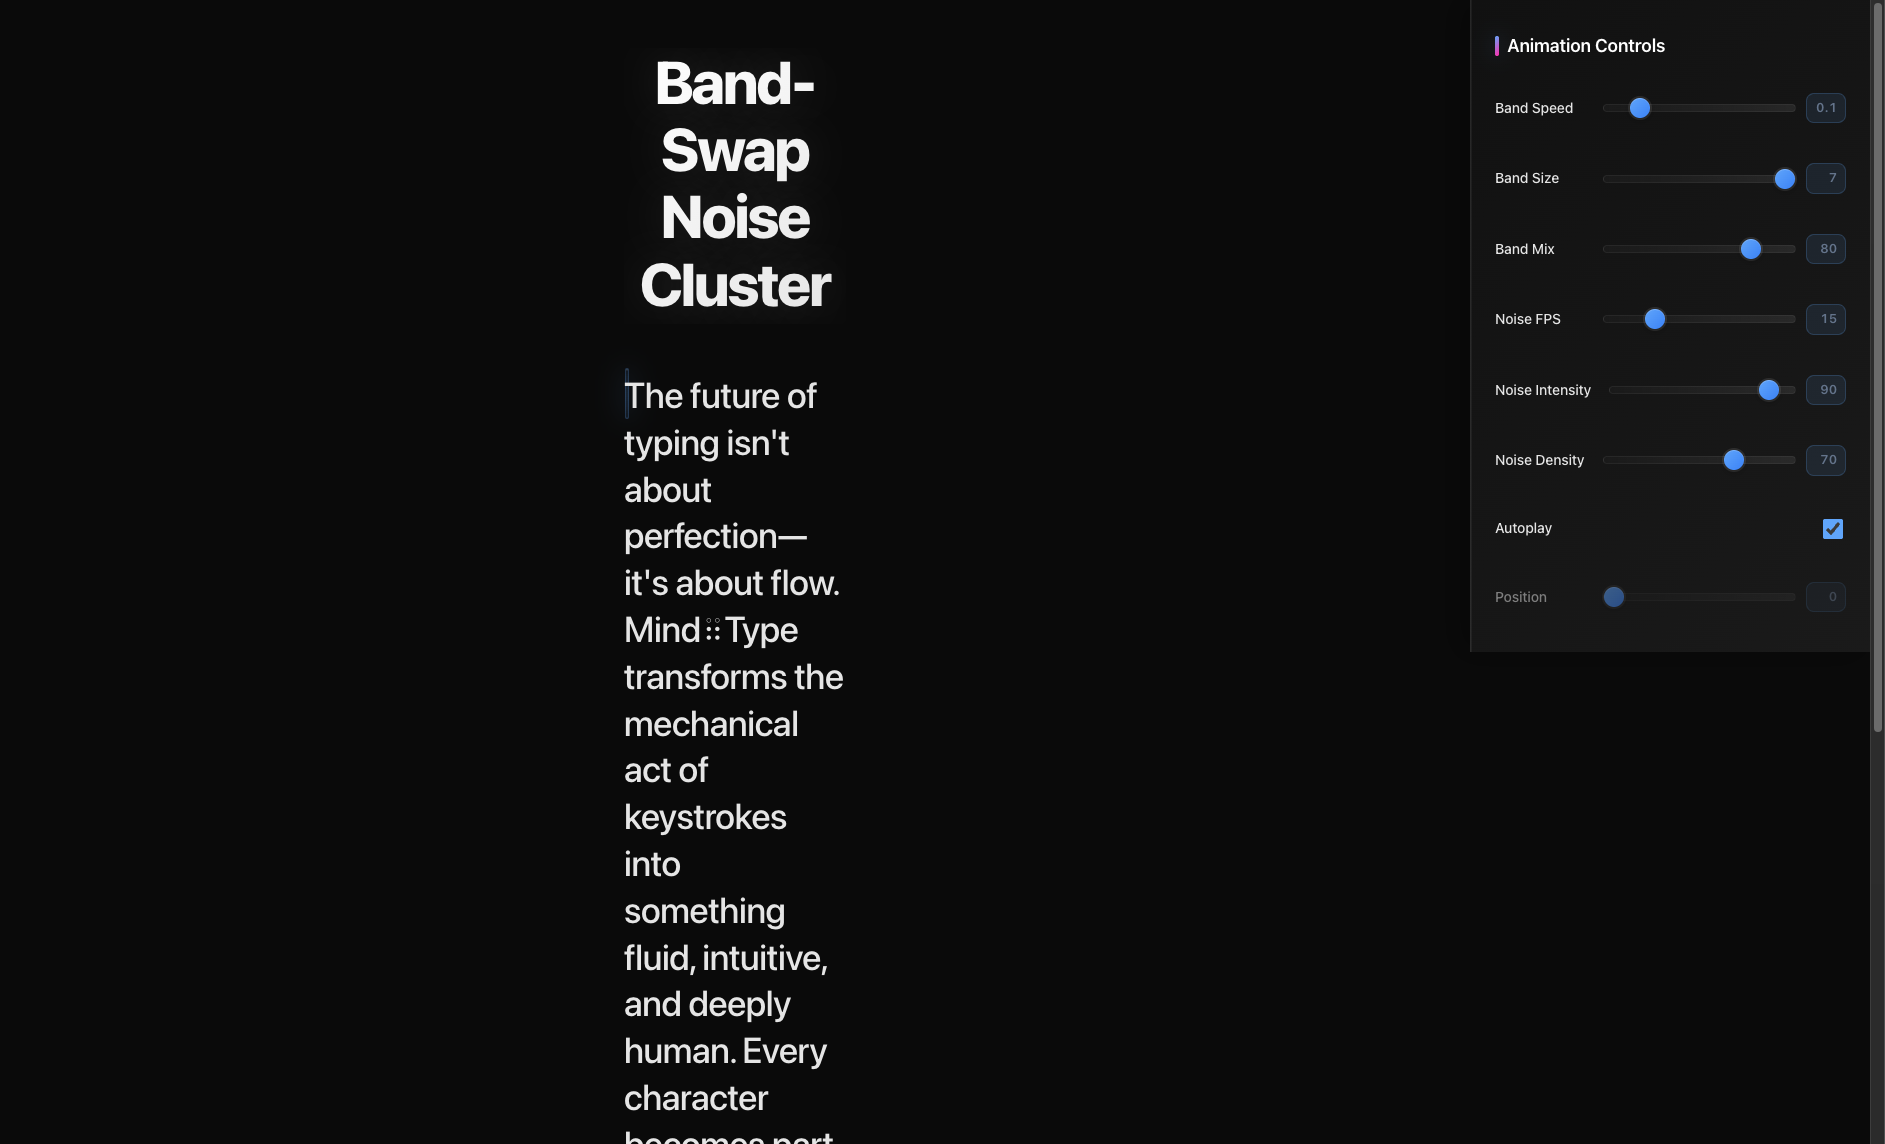 Band-
Swap
Noise
Cluster
The future of
typing isn't
about
perfection—
it's about flow.
Mind⠶Type
transforms the
mechanical
act of
keystrokes
into
something
fluid, intuitive,
and deeply
human. Every
character
becomes part
Animation Controls
Band Speed 0.1
Band Size 7
Band Mix 80
Noise FPS 15
Noise Intensity 90
Noise Density 70
Autoplay
Position 0